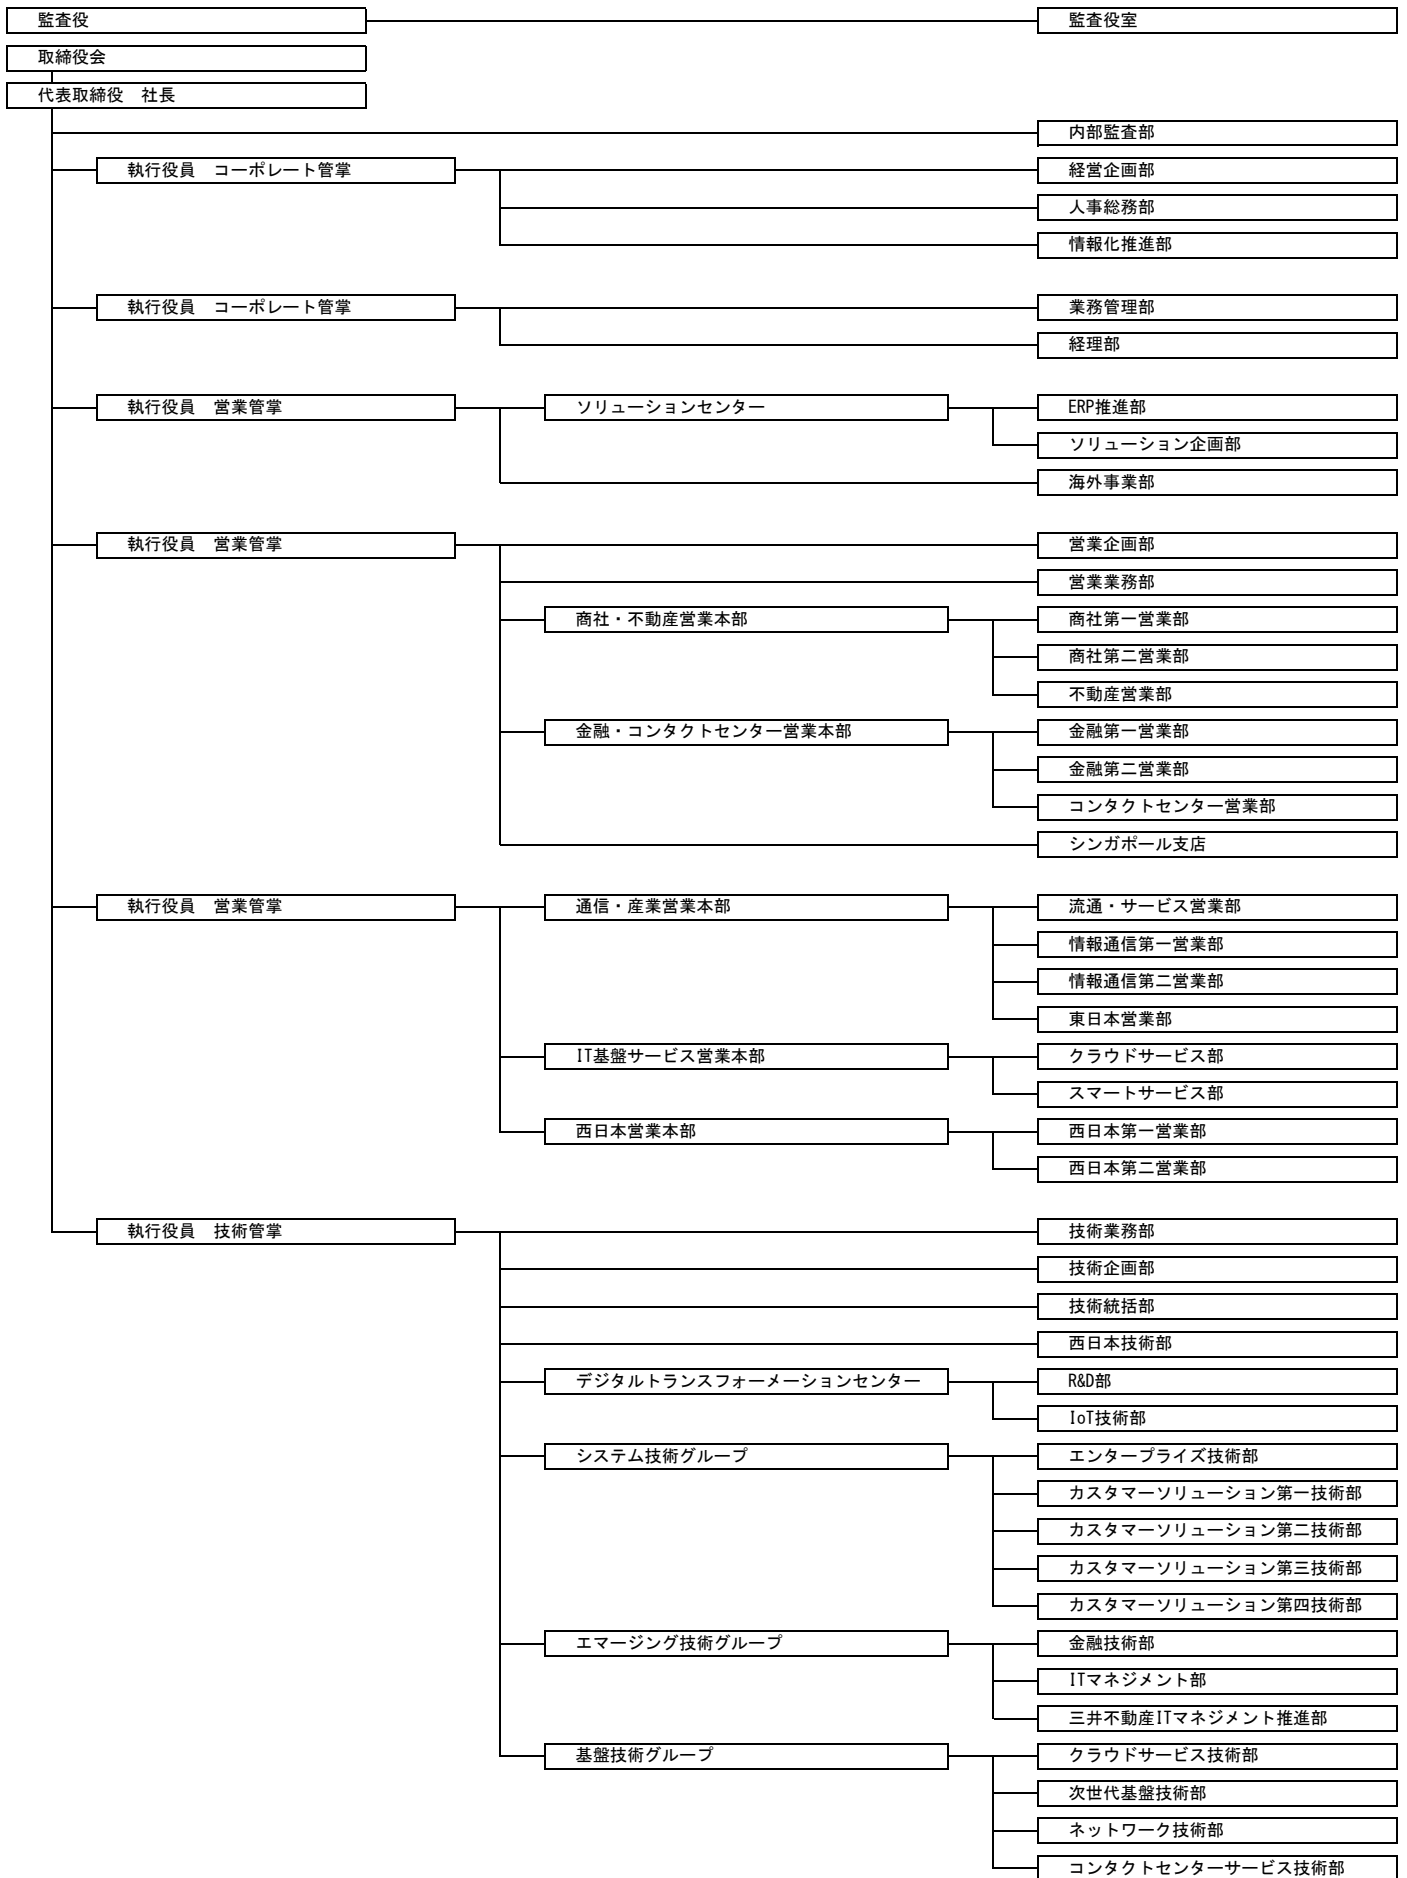 監査役　監査役室
取締役会
代表取締役　社長
内部監査部
執行役員　コーポレート管掌　経営企画部
人事総務部
情報化推進部
執行役員　コーポレート管掌　業務管理部
経理部
執行役員　営業管掌　ソリューションセンター　ERP推進部
ソリューション企画部
海外事業部
執行役員　営業管掌　営業企画部
営業業務部
商社・不動産営業本部　商社第一営業部
商社第二営業部
不動産営業部
金融・コンタクトセンター営業本部　金融第一営業部
金融第二営業部
コンタクトセンター営業部
シンガポール支店
執行役員　営業管掌　通信・産業営業本部　流通・サービス営業部
情報通信第一営業部
情報通信第二営業部
東日本営業部
IT基盤サービス営業本部　クラウドサービス部
スマートサービス部
西日本営業本部　西日本第一営業部
西日本第二営業部
執行役員　技術管掌　技術業務部
技術企画部
技術統括部
西日本技術部
デジタルトランスフォーメーションセンター　R&D部
IoT技術部
システム技術グループ　エンタープライズ技術部
カスタマーソリューション第一技術部
カスタマーソリューション第二技術部
カスタマーソリューション第三技術部
カスタマーソリューション第四技術部
エマージング技術グループ　金融技術部
ITマネジメント部
三井不動産ITマネジメント推進部
基盤技術グループ　クラウドサービス技術部
次世代基盤技術部
ネットワーク技術部
コンタクトセンターサービス技術部